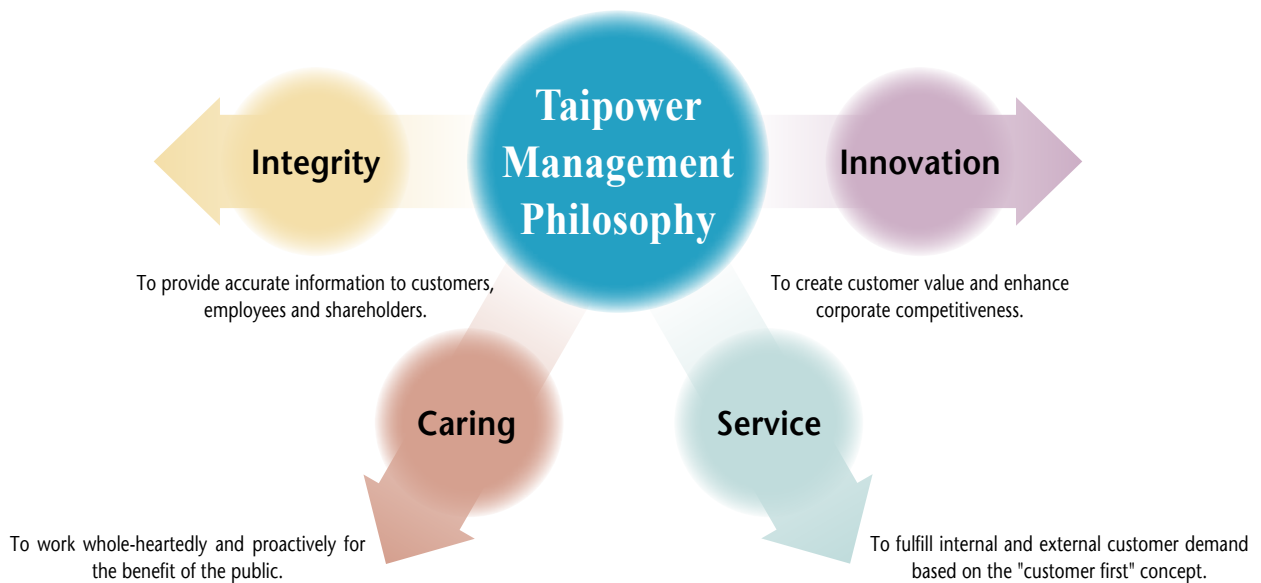 Taipower
Management
Philosophy
Integrity
To provide accurate information to customers,
employees and shareholders.
Innovation
To create customer value and enhance
corporate competitiveness.
Caring
To work whole-heartedly and proactively for
the benefit of the public.
Service
To fulfill internal and external customer demand
based on the "customer first" concept.